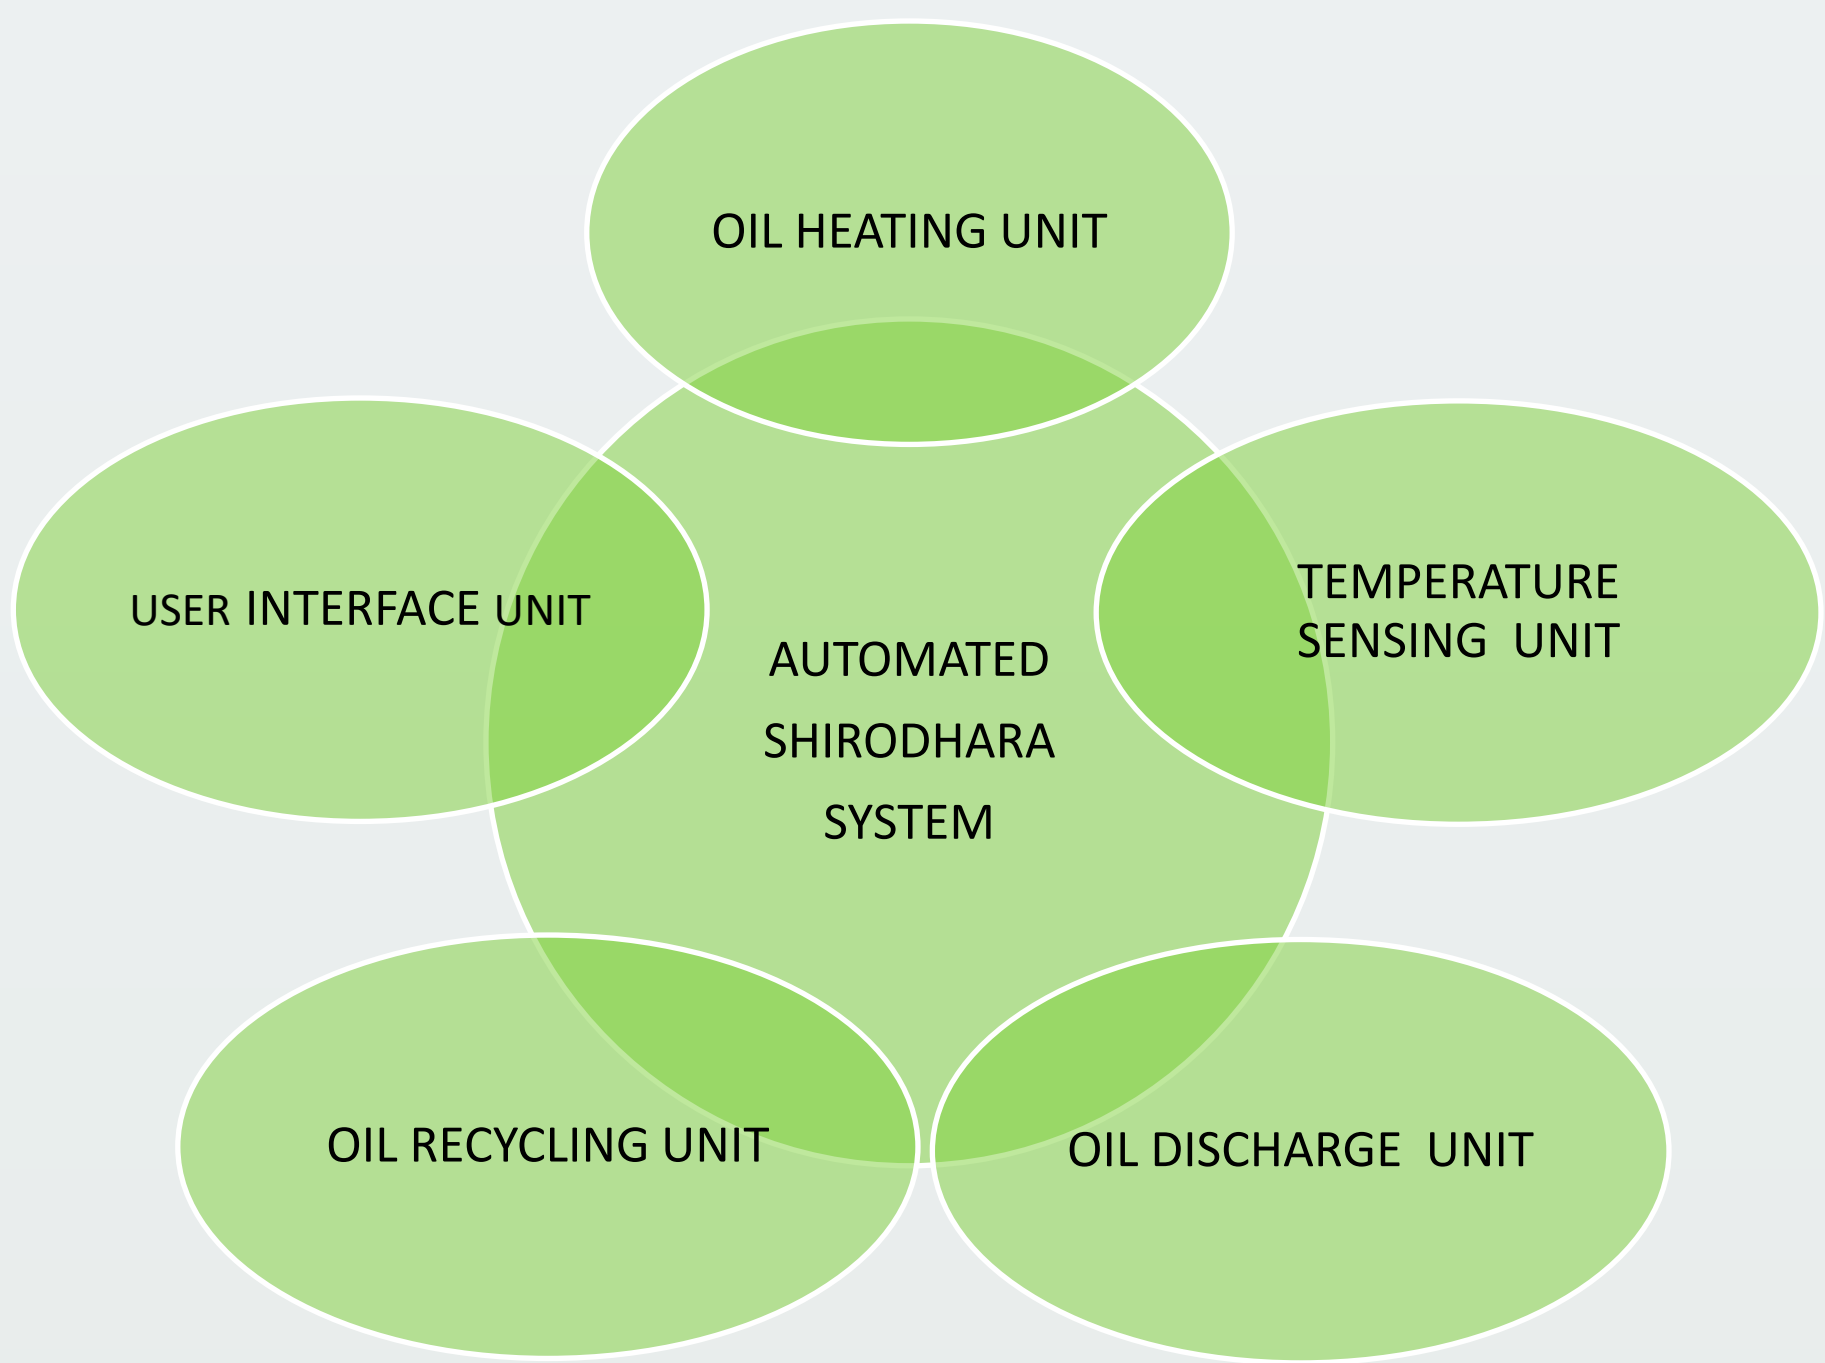 OIL HEATING UNIT
USER INTERFACE UNIT
TEMPERATURE
SENSING UNIT
AUTOMATED
SHIRODHARA
SYSTEM
OIL RECYCLING UNIT
OIL DISCHARGE UNIT